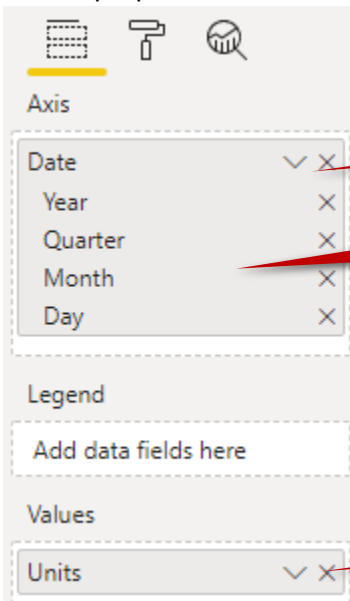 Axis
Date
Year
Quarter
Month
Day
Legend
Add data fields here
Values
Units